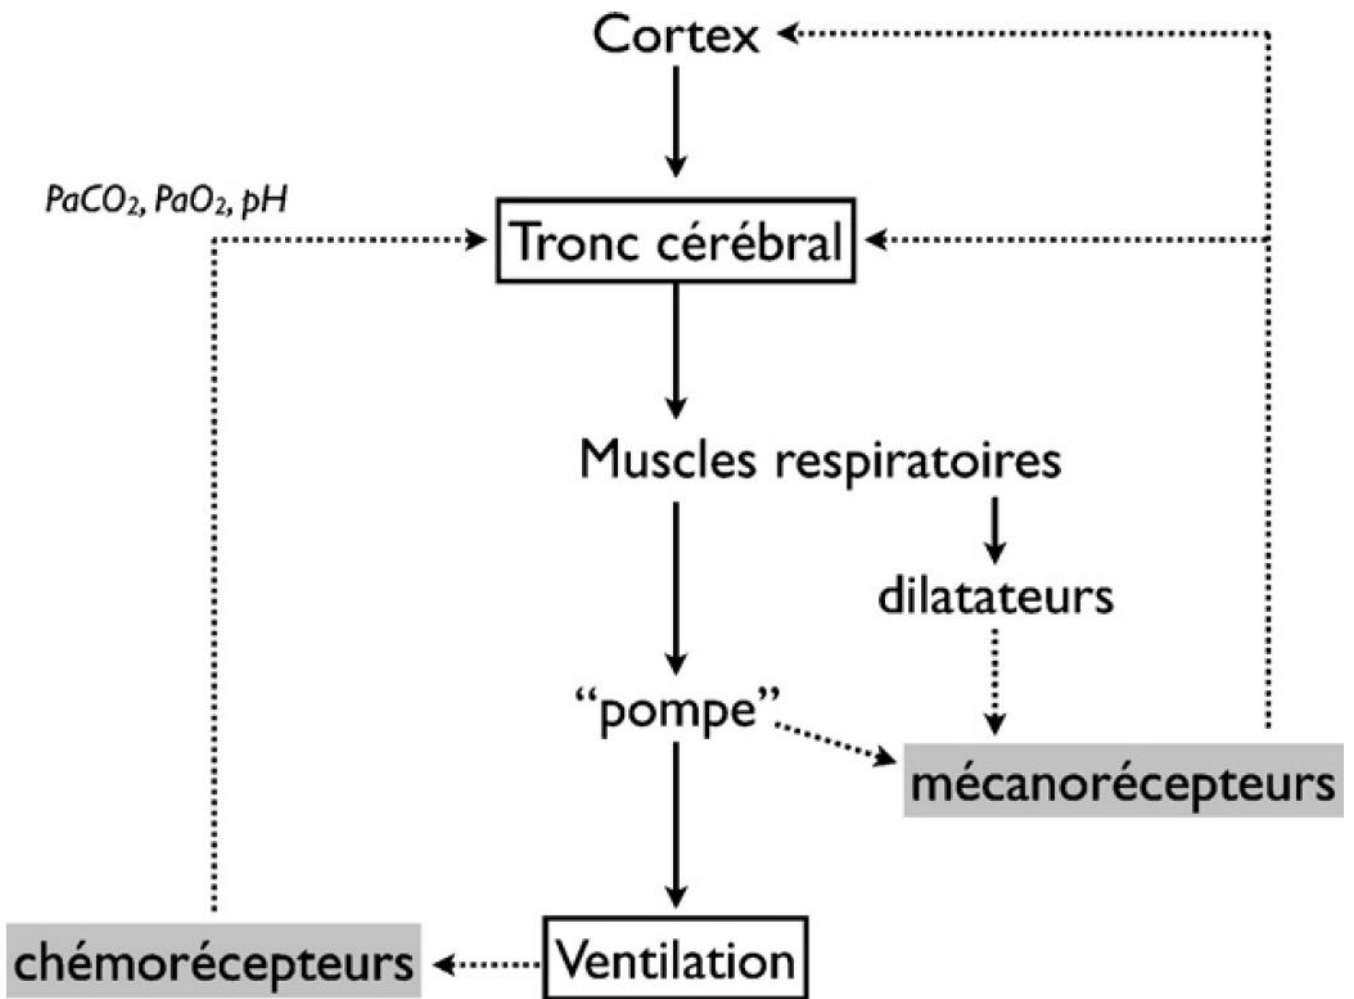 Cortex
PaCO₂, PaO₂, pH
Tronc cérébral
Muscles respiratoires
dilatateurs
“pompe”
mécanorécepteurs
chémorécepteurs
Ventilation